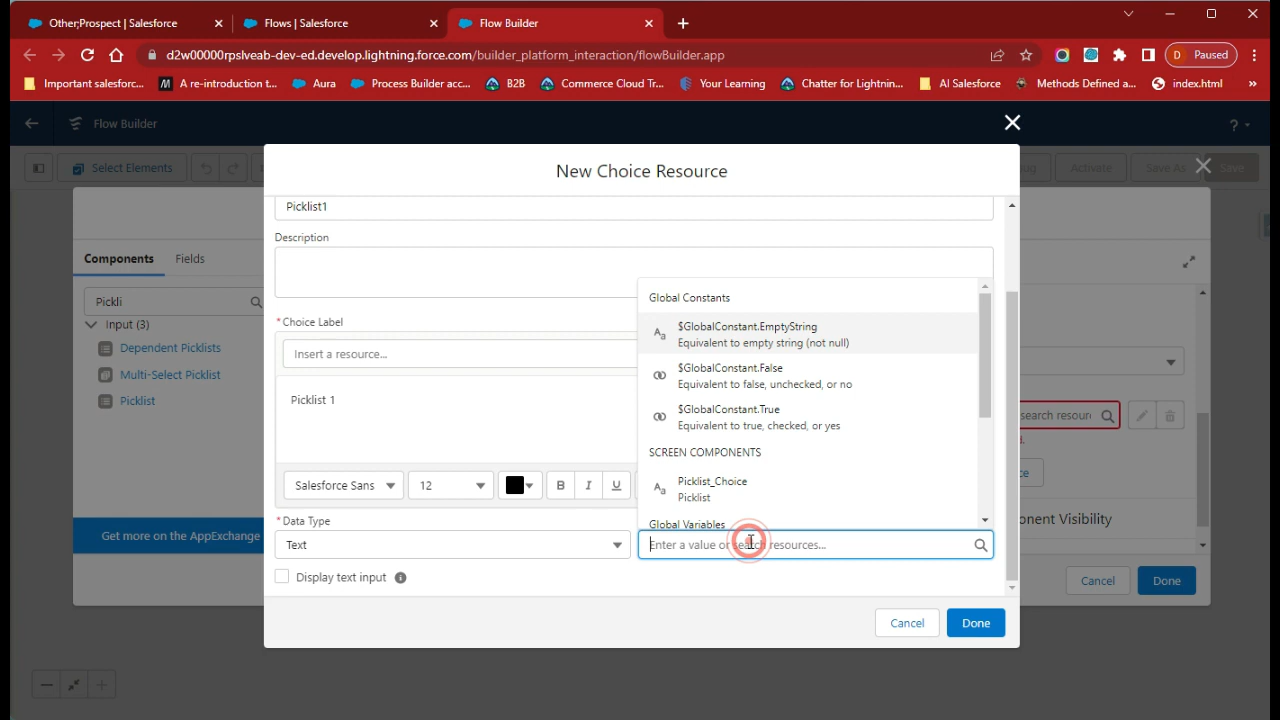 Other;Prospect | Salesforce
Flows | Salesforce
Flow Builder
d2w00000rpslveab-dev-ed.develop.lightning.force.com/builder_platform_interaction/flowBuilder.app
D Paused
Important salesforc...
A re-introduction t...
Aura
Process Builder acc...
B2B
Commerce Cloud Tr...
Your Learning
Chatter for Lightnin...
AI Salesforce
Methods Defined a...
index.html
»
Flow Builder
?
Select Elements
Activate
Save As
Save
New Choice Resource
Components
Fields
Pickli
Input (3)
Dependent Picklists
Multi-Select Picklist
Picklist
Get more on the AppExchange
Picklist1
Description
* Choice Label
Insert a resource...
Picklist 1
Salesforce Sans
12
B
I
U
* Data Type
Text
Display text input
Global Constants
$GlobalConstant.EmptyString
Equivalent to empty string (not null)
$GlobalConstant.False
Equivalent to false, unchecked, or no
$GlobalConstant.True
Equivalent to true, checked, or yes
SCREEN COMPONENTS
Picklist_Choice
Picklist
Global Variables
Enter a value or search resources...
Cancel
Done
search resour
Cancel
Done